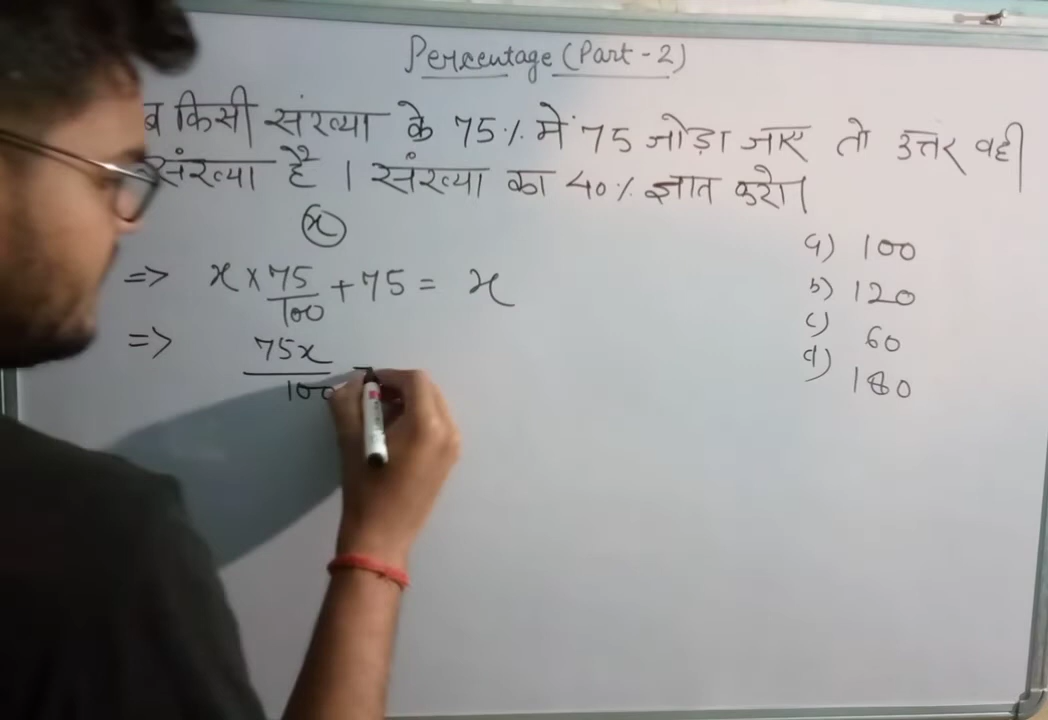 Percentage (Part - 2)
ब किसी संख्या के 75% में 75 जोड़ा जाए तो उत्तर वही
संख्या है । संख्या का 40% ज्ञात करो।
x
=> x × 75/100 + 75 = x
=> 75x/100
a) 100
b) 120
c) 60
d) 180